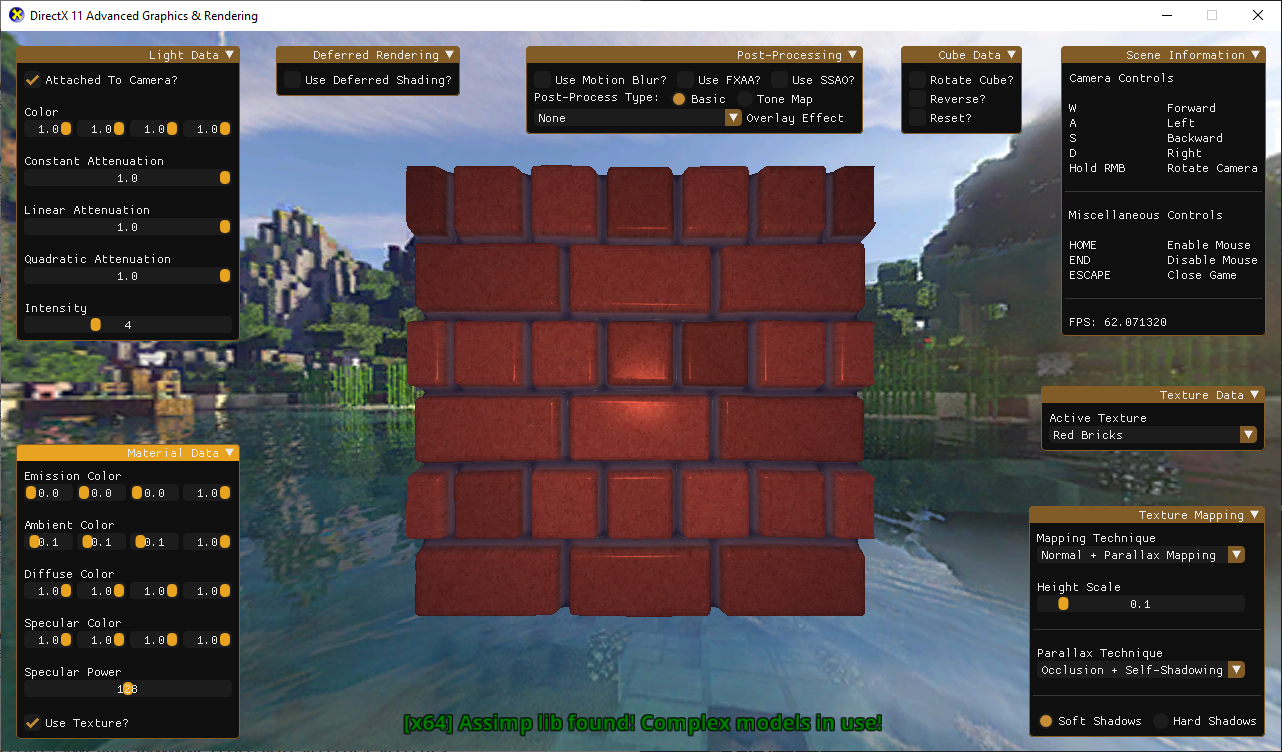 DirectX 11 Advanced Graphics & Rendering
Light Data
Attached To Camera?
Color
1.0 1.0 1.0 1.0
Constant Attenuation
1.0
Linear Attenuation
1.0
Quadratic Attenuation
1.0
Intensity
4
Deferred Rendering
Use Deferred Shading?
Post-Processing
Use Motion Blur? Use FXAA? Use SSAO?
Post-Process Type: Basic Tone Map
None Overlay Effect
Cube Data
Rotate Cube?
Reverse?
Reset?
Scene Information
Camera Controls
W Forward
A Left
S Backward
D Right
Hold RMB Rotate Camera
Miscellaneous Controls
HOME Enable Mouse
END Disable Mouse
ESCAPE Close Game
FPS: 62.071320
Texture Data
Active Texture
Red Bricks
Material Data
Emission Color
0.0 0.0 0.0 1.0
Ambient Color
0.1 0.1 0.1 1.0
Diffuse Color
1.0 1.0 1.0 1.0
Specular Color
1.0 1.0 1.0 1.0
Specular Power
128
Use Texture?
Texture Mapping
Mapping Technique
Normal + Parallax Mapping
Height Scale
0.1
Parallax Technique
Occlusion + Self-Shadowing
Soft Shadows Hard Shadows
[x64] Assimp lib found! Complex models in use!